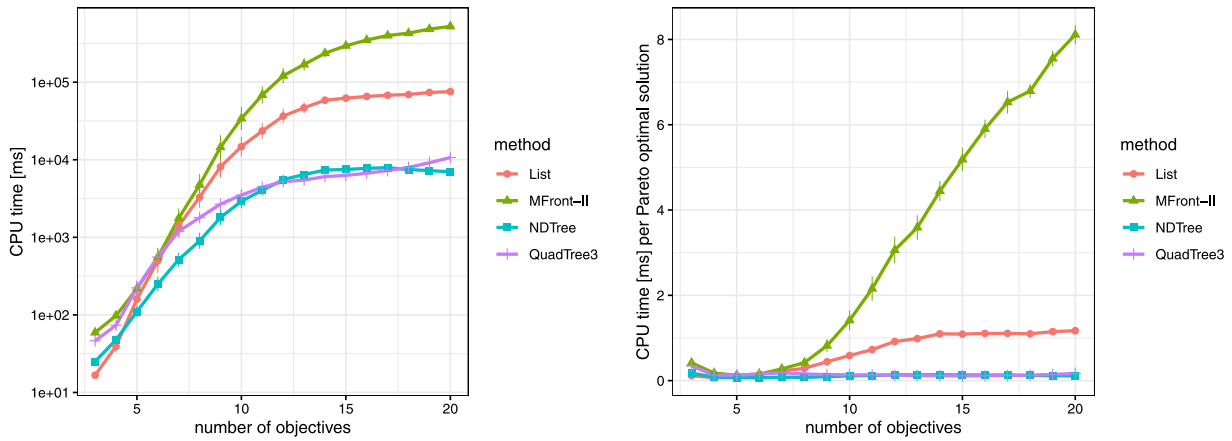 CPU time [ms]
1e+05
1e+04
1e+03
1e+02
1e+01
5
10
15
20
number of objectives
method
List
MFront-II
NDTree
QuadTree3
CPU time [ms] per Pareto optimal solution
8
6
4
2
0
5
10
15
20
number of objectives
method
List
MFront-II
NDTree
QuadTree3